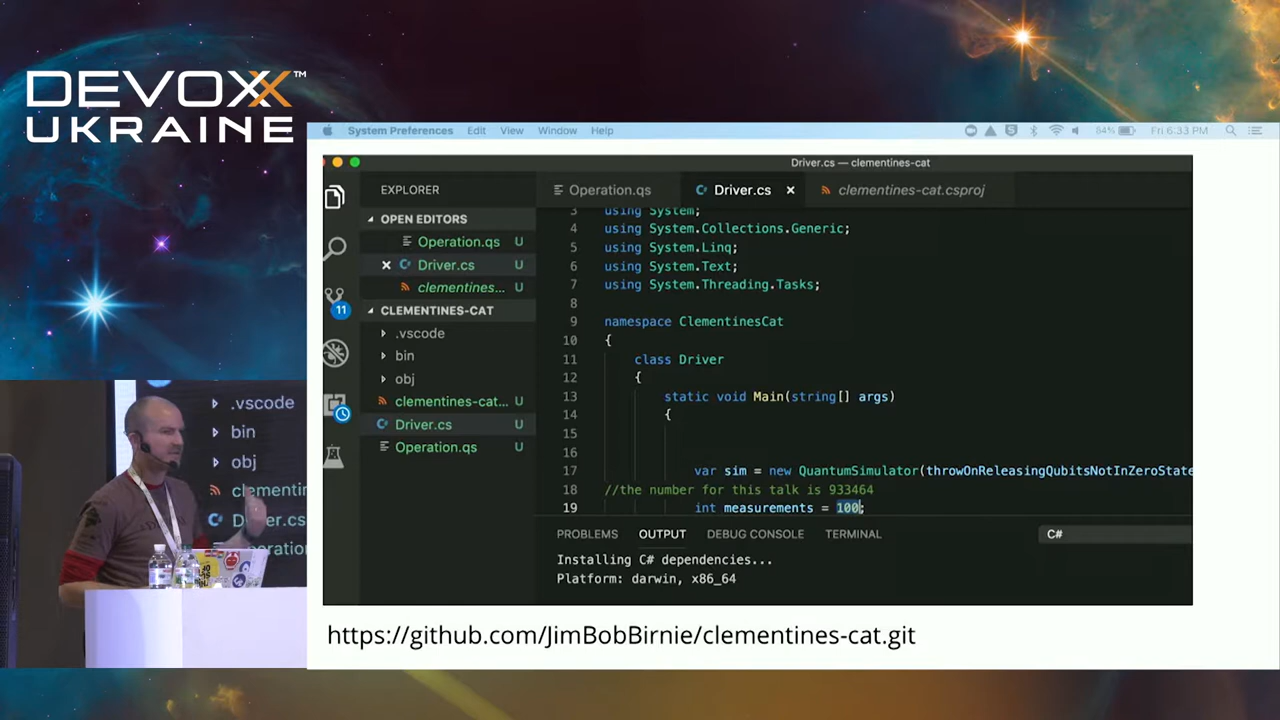 DEVOXX™
UKRAINE
System Preferences Edit View Window Help
84% Fri 6:33 PM
Driver.cs — clementines-cat
EXPLORER
OPEN EDITORS
Operation.qs U
Driver.cs U
clementines... U
CLEMENTINES-CAT
.vscode
bin
obj
clementines-cat... U
Driver.cs U
Operation.qs U
11
Operation.qs Driver.cs clementines-cat.csproj
3 using System;
4 using System.Collections.Generic;
5 using System.Linq;
6 using System.Text;
7 using System.Threading.Tasks;
8
9 namespace ClementinesCat
10 {
11 class Driver
12 {
13 static void Main(string[] args)
14 {
15
16
17 var sim = new QuantumSimulator(throwOnReleasingQubitsNotInZeroState
18 //the number for this talk is 933464
19 int measurements = 100;
PROBLEMS OUTPUT DEBUG CONSOLE TERMINAL C#
Installing C# dependencies...
Platform: darwin, x86_64
https://github.com/JimBobBirnie/clementines-cat.git
.vscode
bin
obj
clementin